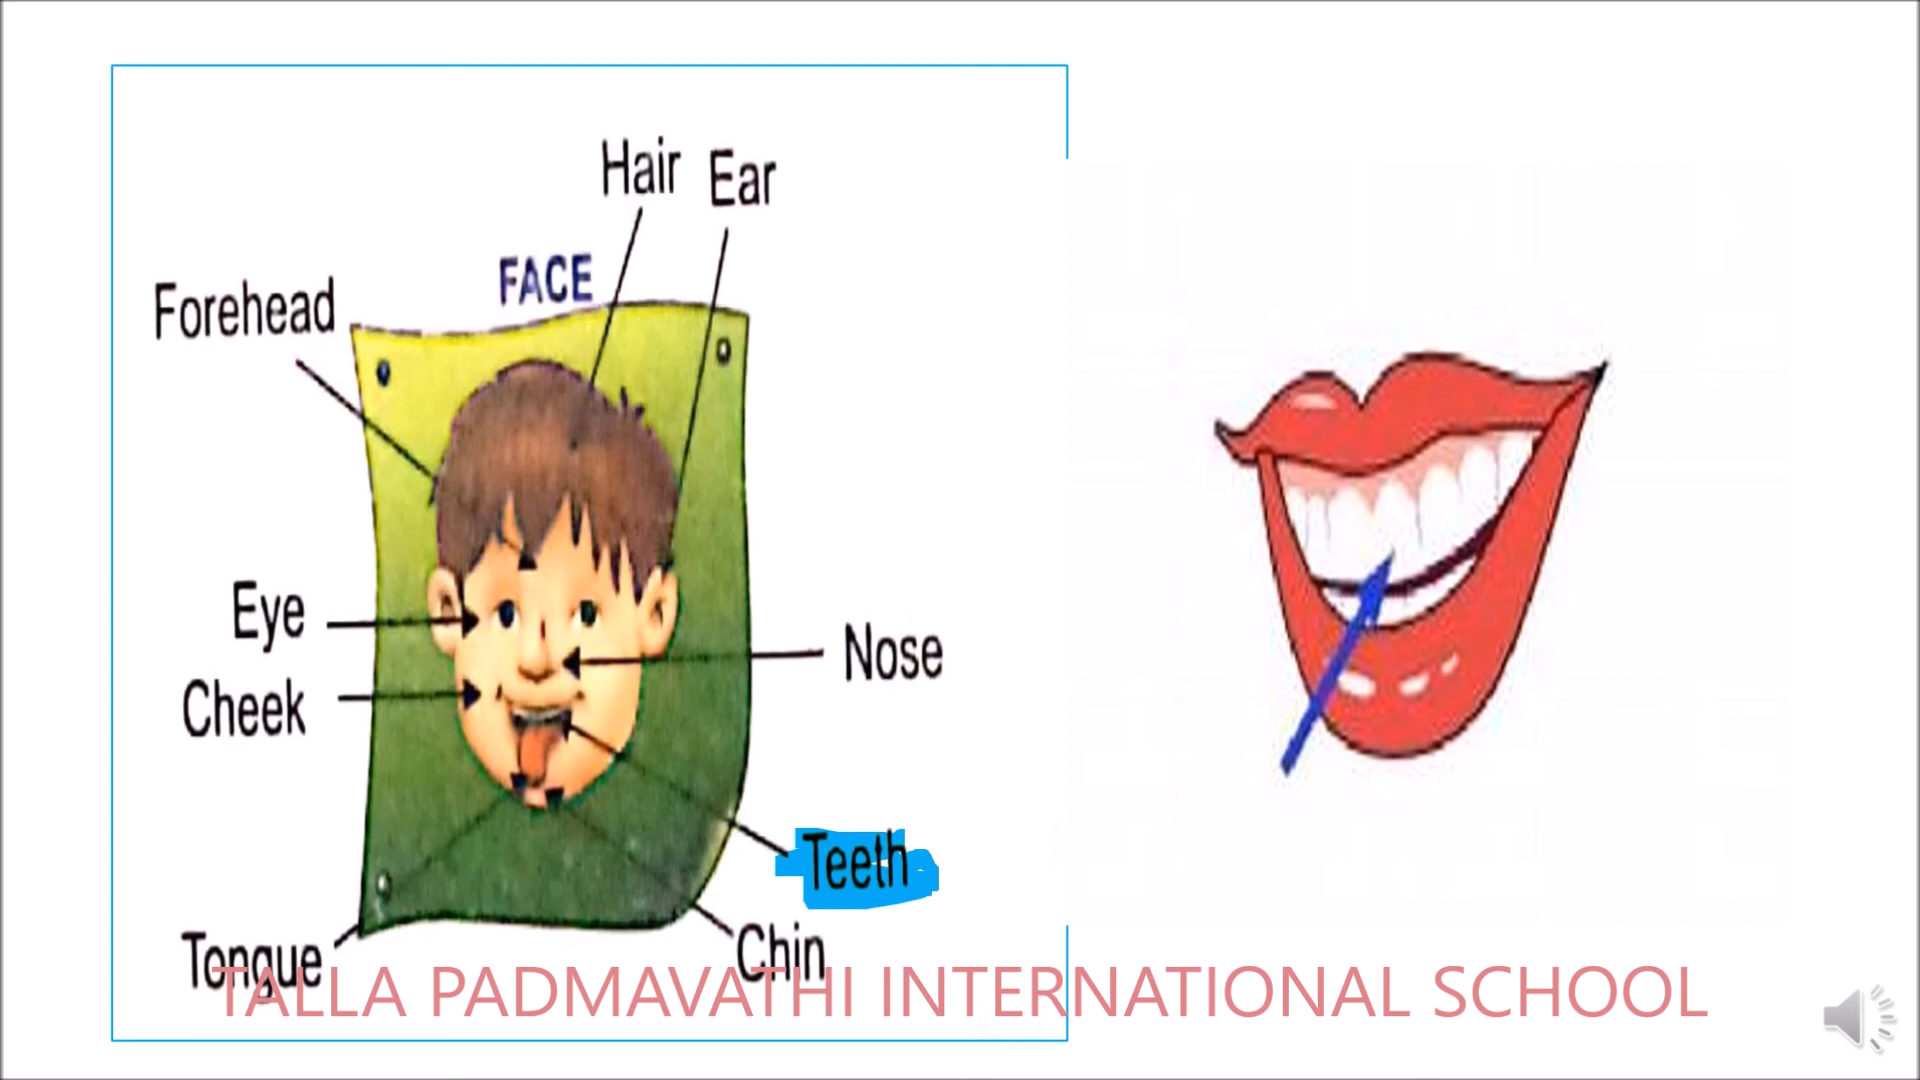 Hair Ear
FACE
Forehead
Eye
Nose
Cheek
Teeth
Chin
Tongue
TALLA PADMAVATHI INTERNATIONAL SCHOOL